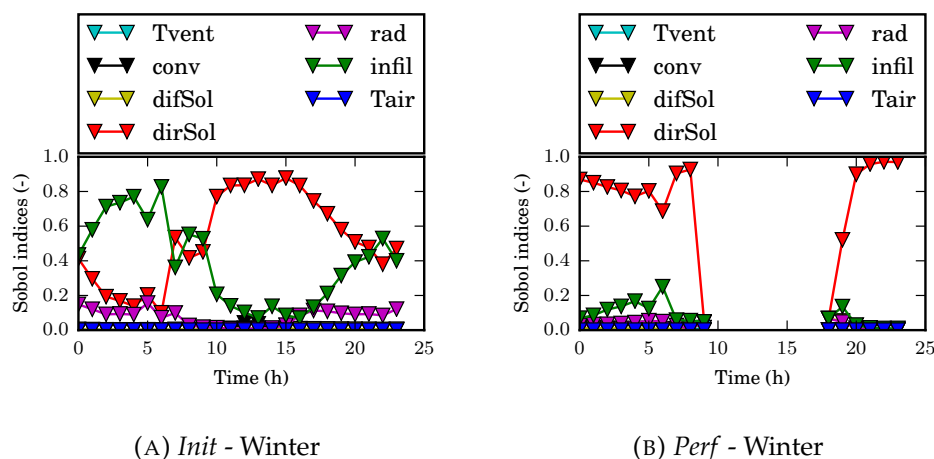 Tvent
conv
difSol
dirSol
rad
infil
Tair
1.0
0.8
0.6
0.4
0.2
0.0
Sobol indices (-)
0 5 10 15 20 25
Time (h)
(A) Init - Winter
Tvent
conv
difSol
dirSol
rad
infil
Tair
1.0
0.8
0.6
0.4
0.2
0.0
Sobol indices (-)
0 5 10 15 20 25
Time (h)
(B) Perf - Winter